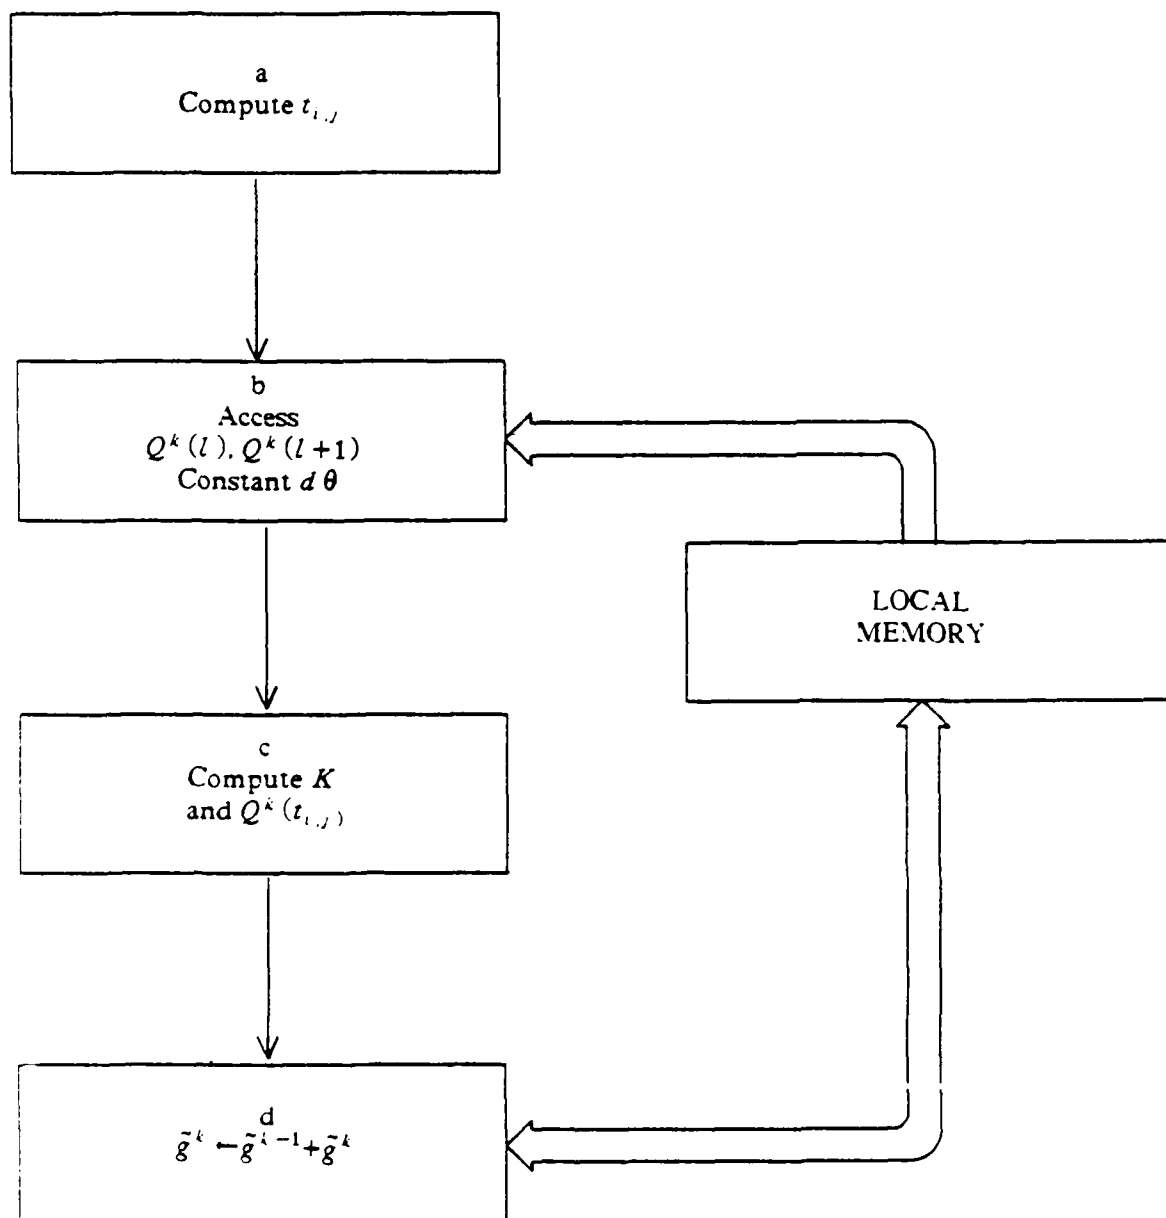 a
Compute t_{i,j}
b
Access
Q^k(l), Q^k(l+1)
Constant dθ
c
Compute K
and Q^k(t_{i,j})
d
g̃^k ← g̃^{k-1} + g̃^k
LOCAL
MEMORY